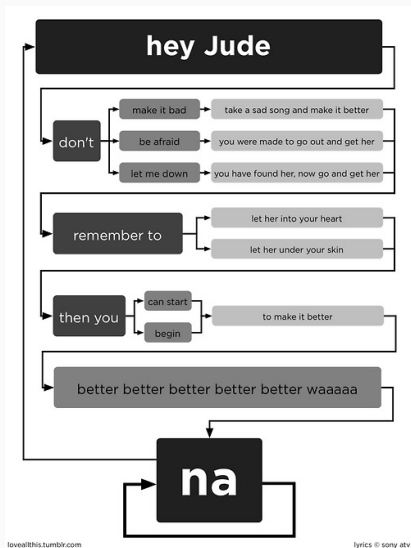 hey Jude
don't
make it bad
take a sad song and make it better
be afraid
you were made to go out and get her
let me down
you have found her, now go and get her
remember to
let her into your heart
let her under your skin
then you
can start
begin
to make it better
better better better better better waaaaa
na
loveallthis.tumblr.com
lyrics © sony atv